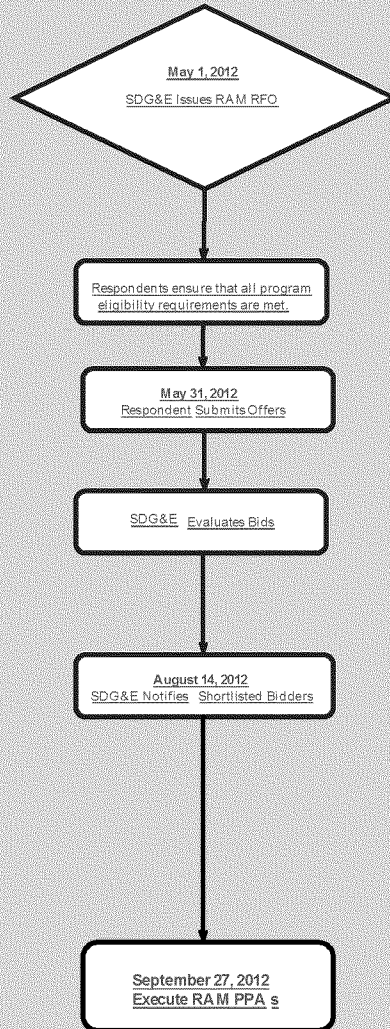 May 1, 2012
SDG&E Issues RAM RFO
Respondents ensure that all program
eligibility requirements are met.
May 31, 2012
Respondent Submits Offers
SDG&E Evaluates Bids
August 14, 2012
SDG&E Notifies Shortlisted Bidders
September 27, 2012
Execute RAM PPA s